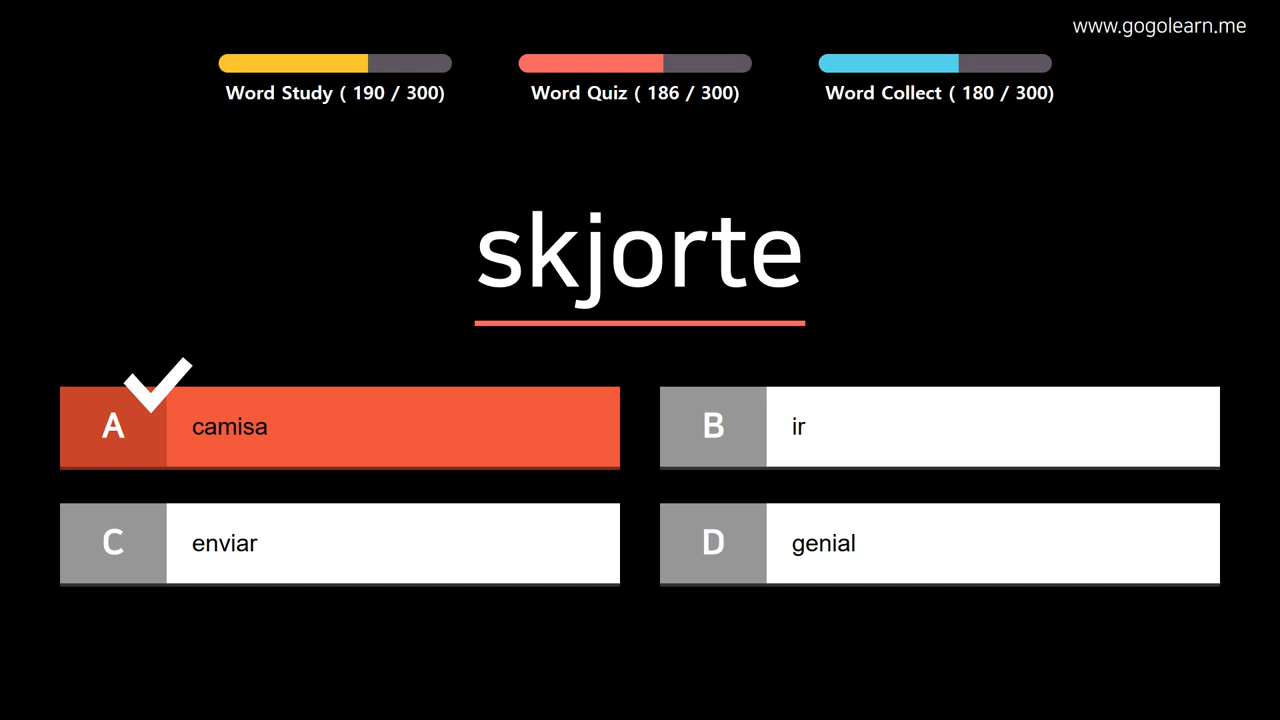 www.gogolearn.me
Word Study ( 190 / 300)
Word Quiz ( 186 / 300)
Word Collect ( 180 / 300)
skjorte
A camisa
B ir
C enviar
D genial